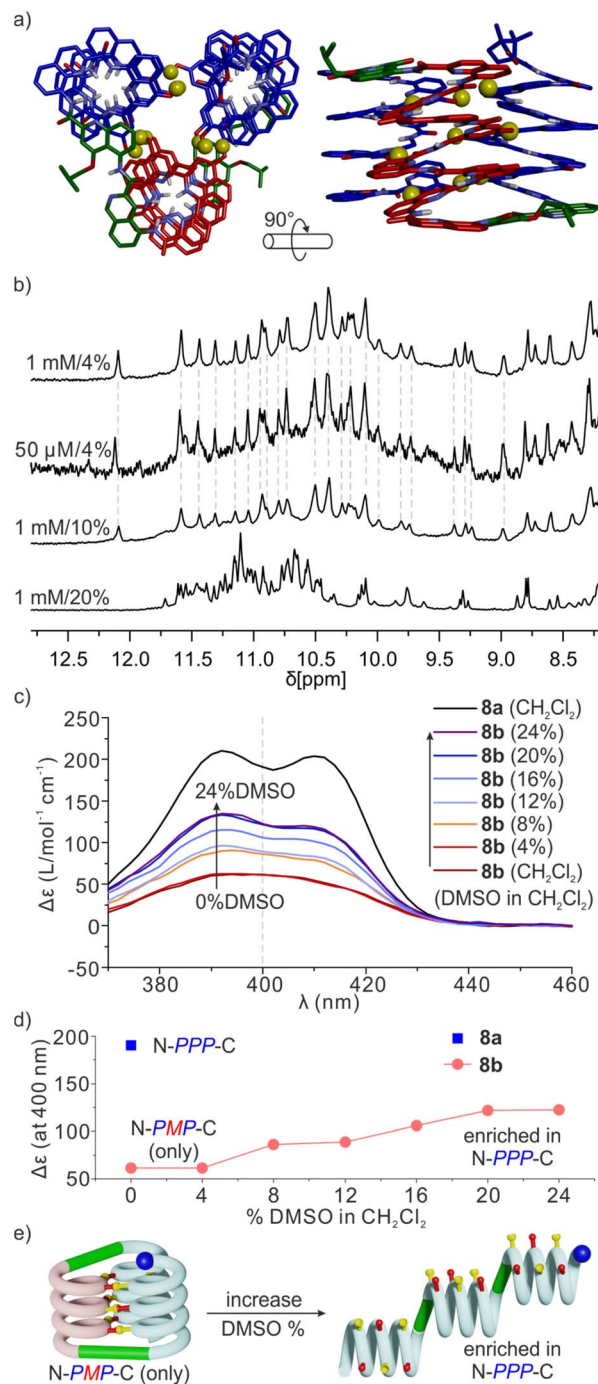 a)
90°
b)
1 mM/4%
50 μM/4%
1 mM/10%
1 mM/20%
12.5 12.0 11.5 11.0 10.5 10.0 9.5 9.0 8.5
δ[ppm]
c)
250
200
150
100
50
0
-50
Δε (L/mol⁻¹ cm⁻¹)
24%DMSO
0%DMSO
8a (CH₂Cl₂)
8b (24%)
8b (20%)
8b (16%)
8b (12%)
8b (8%)
8b (4%)
8b (CH₂Cl₂)
(DMSO in CH₂Cl₂)
380 400 420 440 460
λ (nm)
d)
200
150
100
50
Δε (at 400 nm)
N-PPP-C
8a
8b
N-PMP-C
(only)
enriched in
N-PPP-C
0 4 8 12 16 20 24
% DMSO in CH₂Cl₂
e)
increase
DMSO %
N-PMP-C (only)
enriched in
N-PPP-C